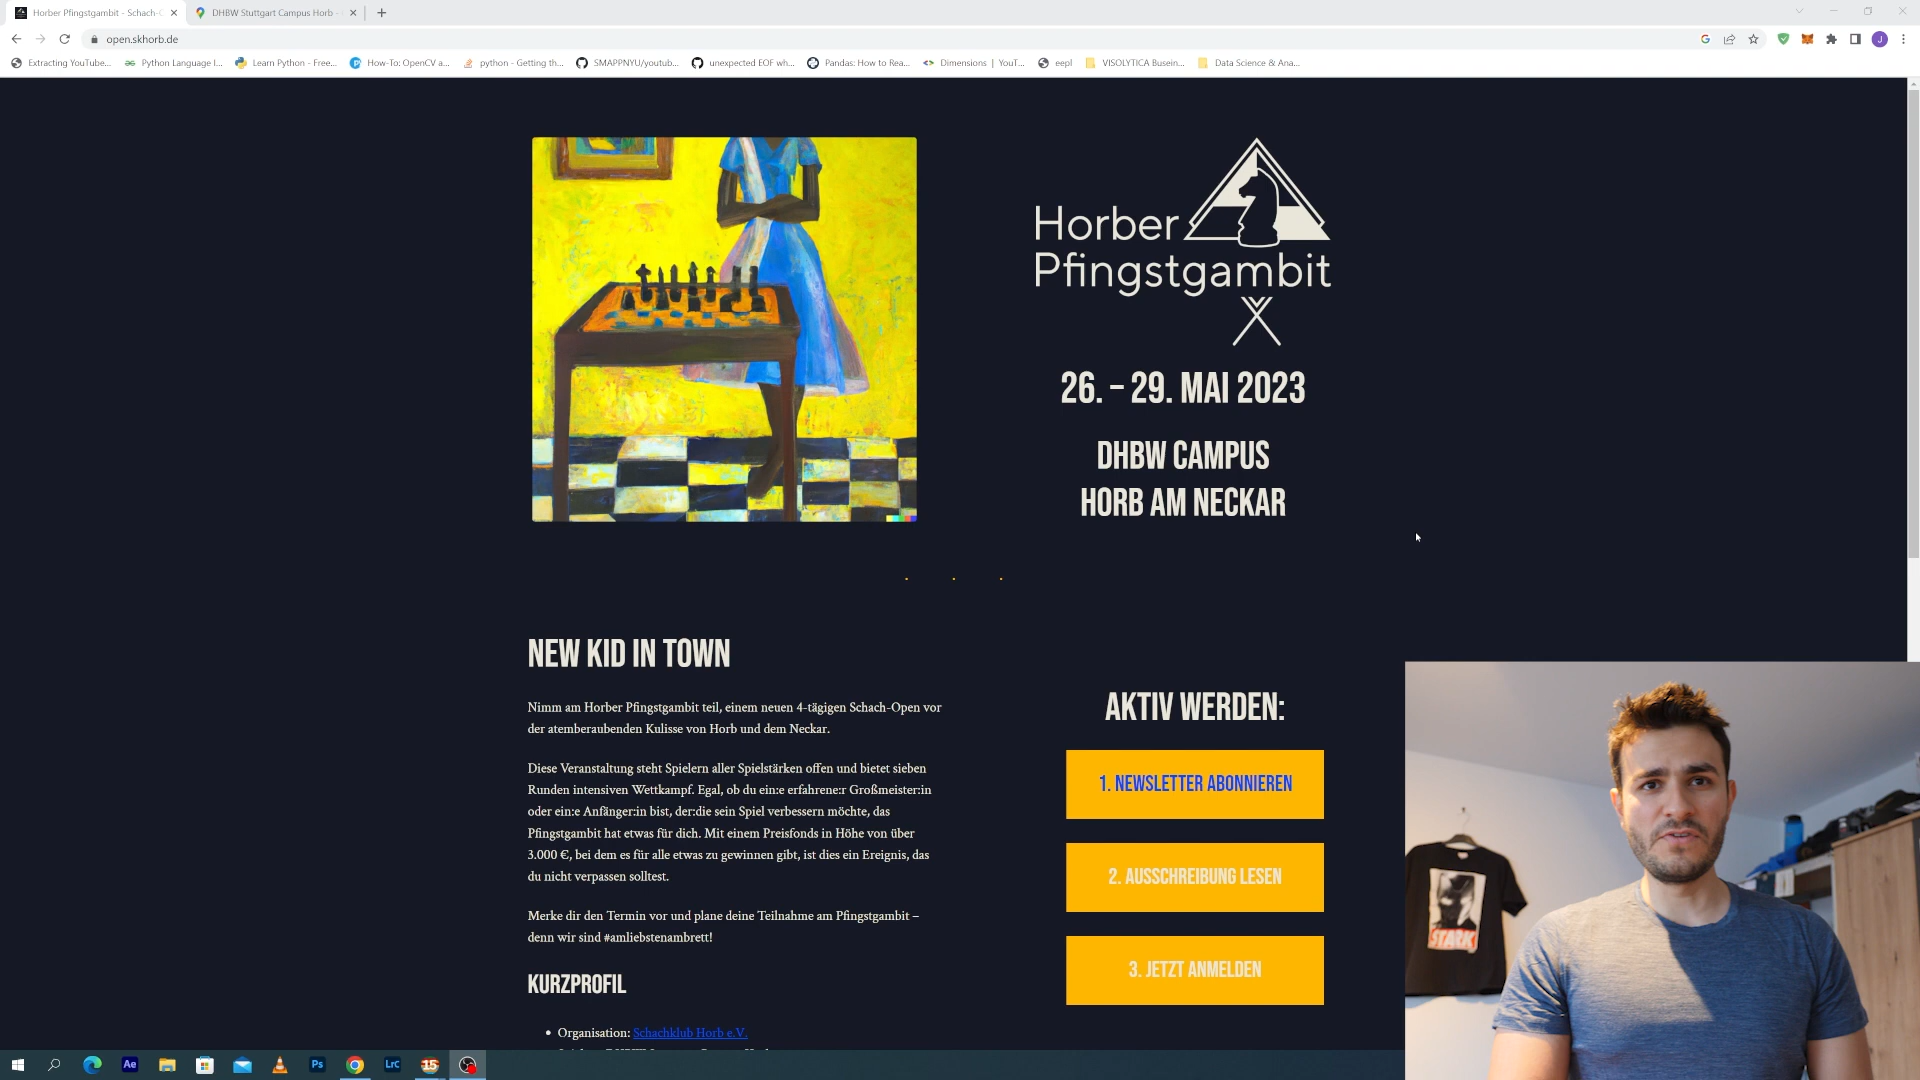 Horber Pfingstgambit - Schach-O
DHBW Stuttgart Campus Horb -
open.skhorb.de
Extracting YouTube...
Python Language I...
Learn Python - Free...
How-To: OpenCV a...
python - Getting th...
SMAPPNYU/youtub...
unexpected EOF wh...
Pandas: How to Rea...
Dimensions | YouT...
eepl
VISOLYTICA Busein...
Data Science & Ana...
Horber
Pfingstgambit
26. – 29. MAI 2023
DHBW CAMPUS
HORB AM NECKAR
NEW KID IN TOWN
Nimm am Horber Pfingstgambit teil, einem neuen 4-tägigen Schach-Open vor
der atemberaubenden Kulisse von Horb und dem Neckar.
Diese Veranstaltung steht Spielern aller Spielstärken offen und bietet sieben
Runden intensiven Wettkampf. Egal, ob du ein:e erfahrene:r Großmeister:in
oder ein:e Anfänger:in bist, der:die sein Spiel verbessern möchte, das
Pfingstgambit hat etwas für dich. Mit einem Preisfonds in Höhe von über
3.000 €, bei dem es für alle etwas zu gewinnen gibt, ist dies ein Ereignis, das
du nicht verpassen solltest.
Merke dir den Termin vor und plane deine Teilnahme am Pfingstgambit –
denn wir sind #amliebstenambrett!
KURZPROFIL
Organisation: Schachklub Horb e.V.
AKTIV WERDEN:
1. NEWSLETTER ABONNIEREN
2. AUSSCHREIBUNG LESEN
3. JETZT ANMELDEN
STARK
J
Ae
Ps
LrC
15